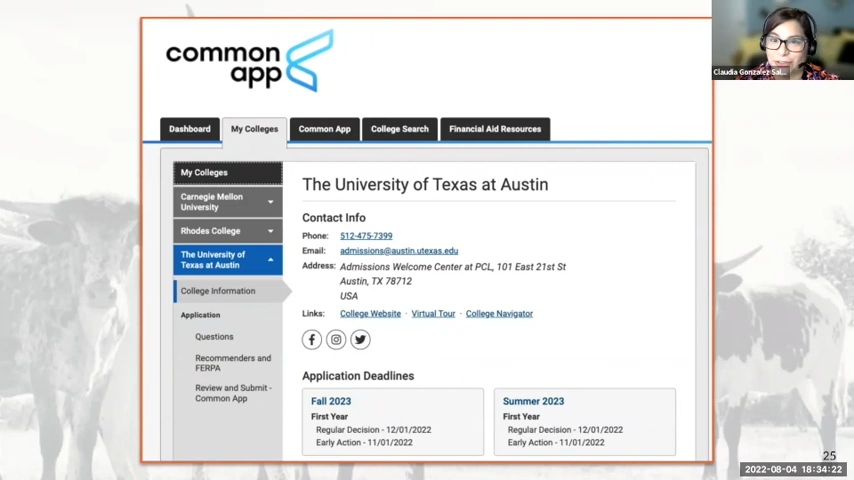 common
app
Claudia Gonzalez Sal...
Dashboard
My Colleges
Common App
College Search
Financial Aid Resources
My Colleges
Carnegie Mellon
University
Rhodes College
The University of
Texas at Austin
College Information
Application
Questions
Recommenders and
FERPA
Review and Submit -
Common App
The University of Texas at Austin
Contact Info
Phone: 512-475-7399
Email: admissions@austin.utexas.edu
Address: Admissions Welcome Center at PCL, 101 East 21st St
Austin, TX 78712
USA
Links: College Website · Virtual Tour · College Navigator
Application Deadlines
Fall 2023
First Year
Regular Decision - 12/01/2022
Early Action - 11/01/2022
Summer 2023
First Year
Regular Decision - 12/01/2022
Early Action - 11/01/2022
25
2022-08-04 18:34:22